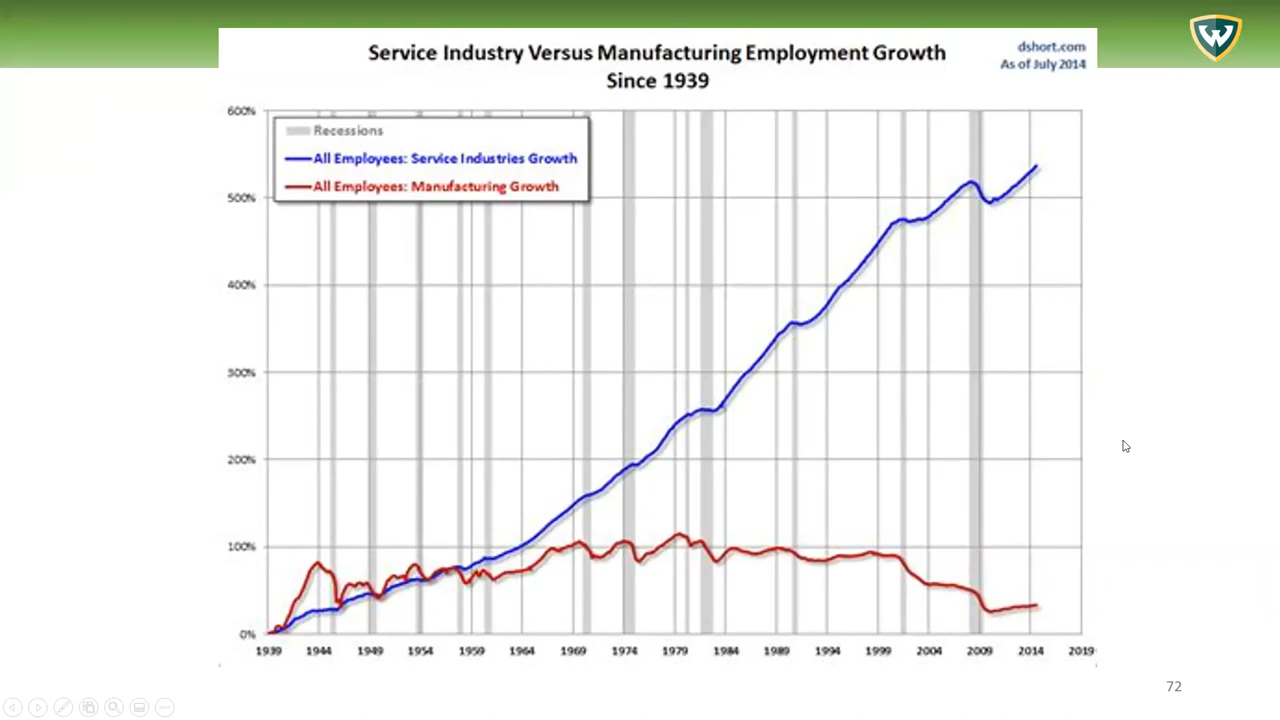 Service Industry Versus Manufacturing Employment Growth
Since 1939
dshort.com
As of July 2014
W
600%
500%
400%
300%
200%
100%
0%
Recessions
All Employees: Service Industries Growth
All Employees: Manufacturing Growth
1939 1944 1949 1954 1959 1964 1969 1974 1979 1984 1989 1994 1999 2004 2009 2014 2019
72